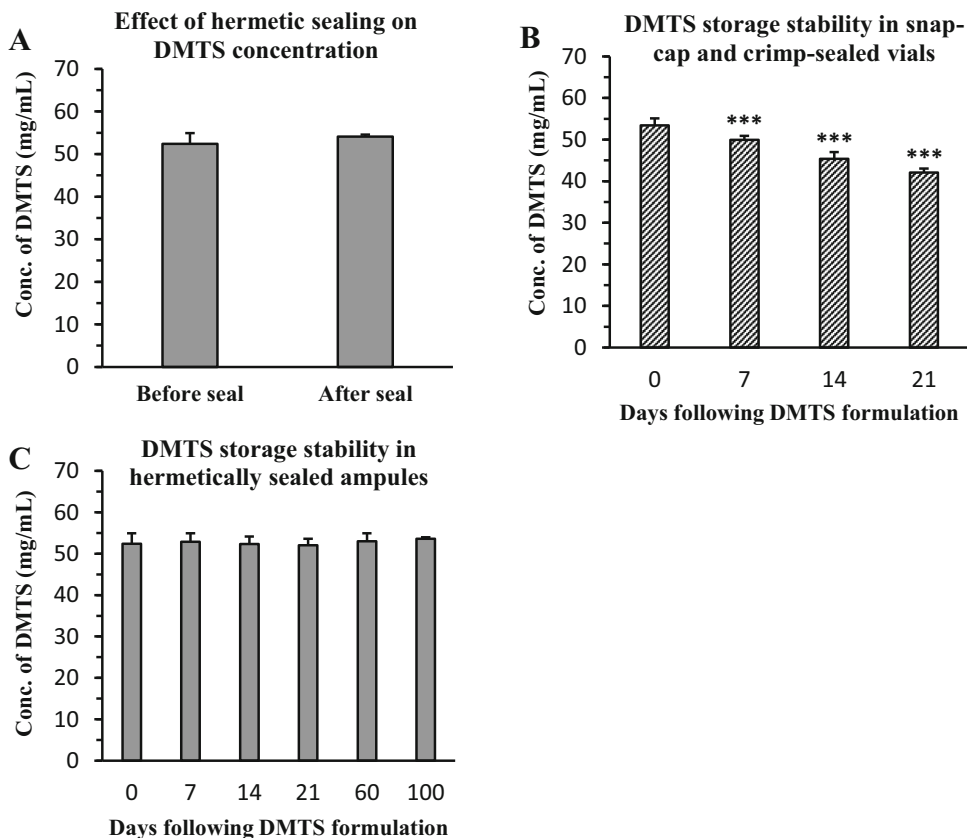 A
Effect of hermetic sealing on
DMTS concentration
Conc. of DMTS (mg/mL)
70
60
50
40
30
20
10
0
Before seal
After seal
B
DMTS storage stability in snap-
cap and crimp-sealed vials
Conc. of DMTS (mg/mL)
70
60
50
40
30
20
10
0
***
***
***
0 7 14 21
Days following DMTS formulation
C
DMTS storage stability in
hermetically sealed ampules
Conc. of DMTS (mg/mL)
70
60
50
40
30
20
10
0
0 7 14 21 60 100
Days following DMTS formulation